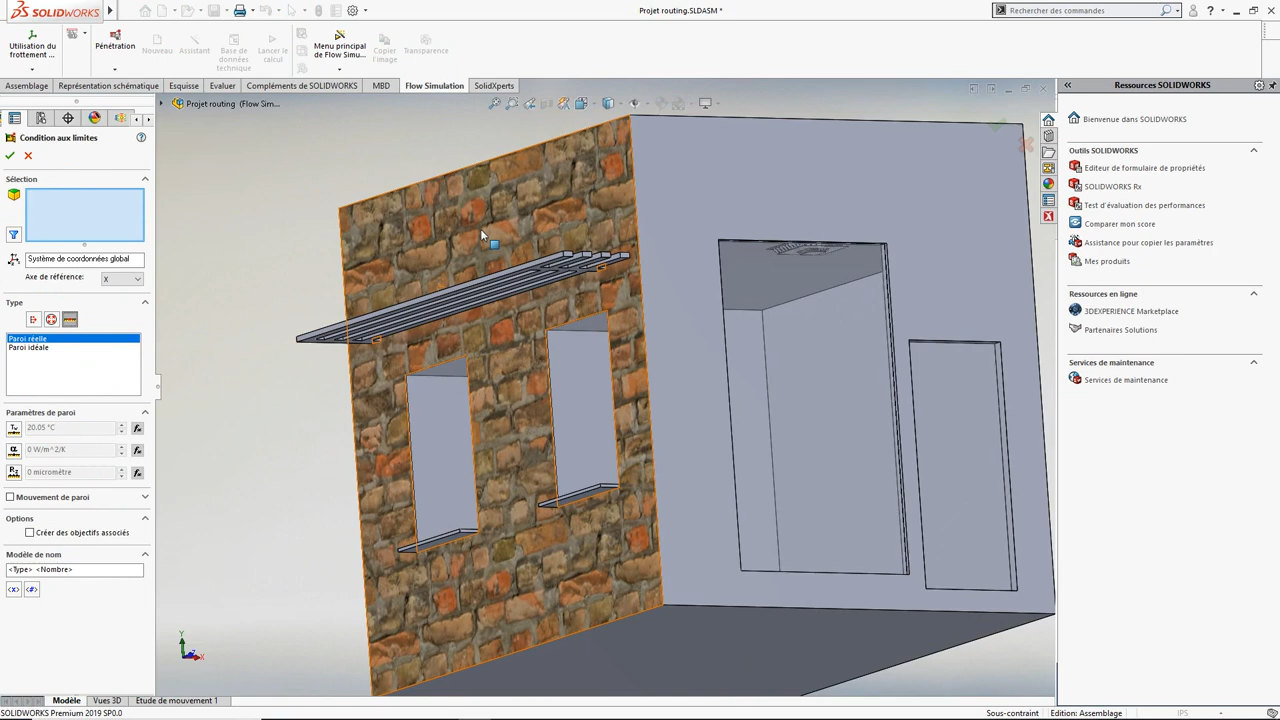 SOLIDWORKS
Projet routing.SLDASM *
Rechercher des commandes
Utilisation du
frottement ...
Pénétration
Nouveau
Assistant
Base de
données
technique
Lancer le
calcul
Menu principal
de Flow Simu...
Copier
l'image
Transparence
Assemblage
Représentation schématique
Esquisse
Evaluer
Compléments de SOLIDWORKS
MBD
Flow Simulation
SolidXperts
Projet routing (Flow Sim...
Condition aux limites
Sélection
Système de coordonnées global
Axe de référence:
X
Type
Paroi réelle
Paroi idéale
Paramètres de paroi
20.05 °C
0 W/m^2/K
0 micromètre
Mouvement de paroi
Options
Créer des objectifs associés
Modèle de nom
<Type> <Nombre>
<x>
<#>
Y
X
Z
Ressources SOLIDWORKS
Bienvenue dans SOLIDWORKS
Outils SOLIDWORKS
Editeur de formulaire de propriétés
SOLIDWORKS Rx
Test d'évaluation des performances
Comparer mon score
Assistance pour copier les paramètres
Mes produits
Ressources en ligne
3DEXPERIENCE Marketplace
Partenaires Solutions
Services de maintenance
Services de maintenance
Modèle
Vues 3D
Etude de mouvement 1
SOLIDWORKS Premium 2019 SP0.0
Sous-contraint
Edition: Assemblage
IPS